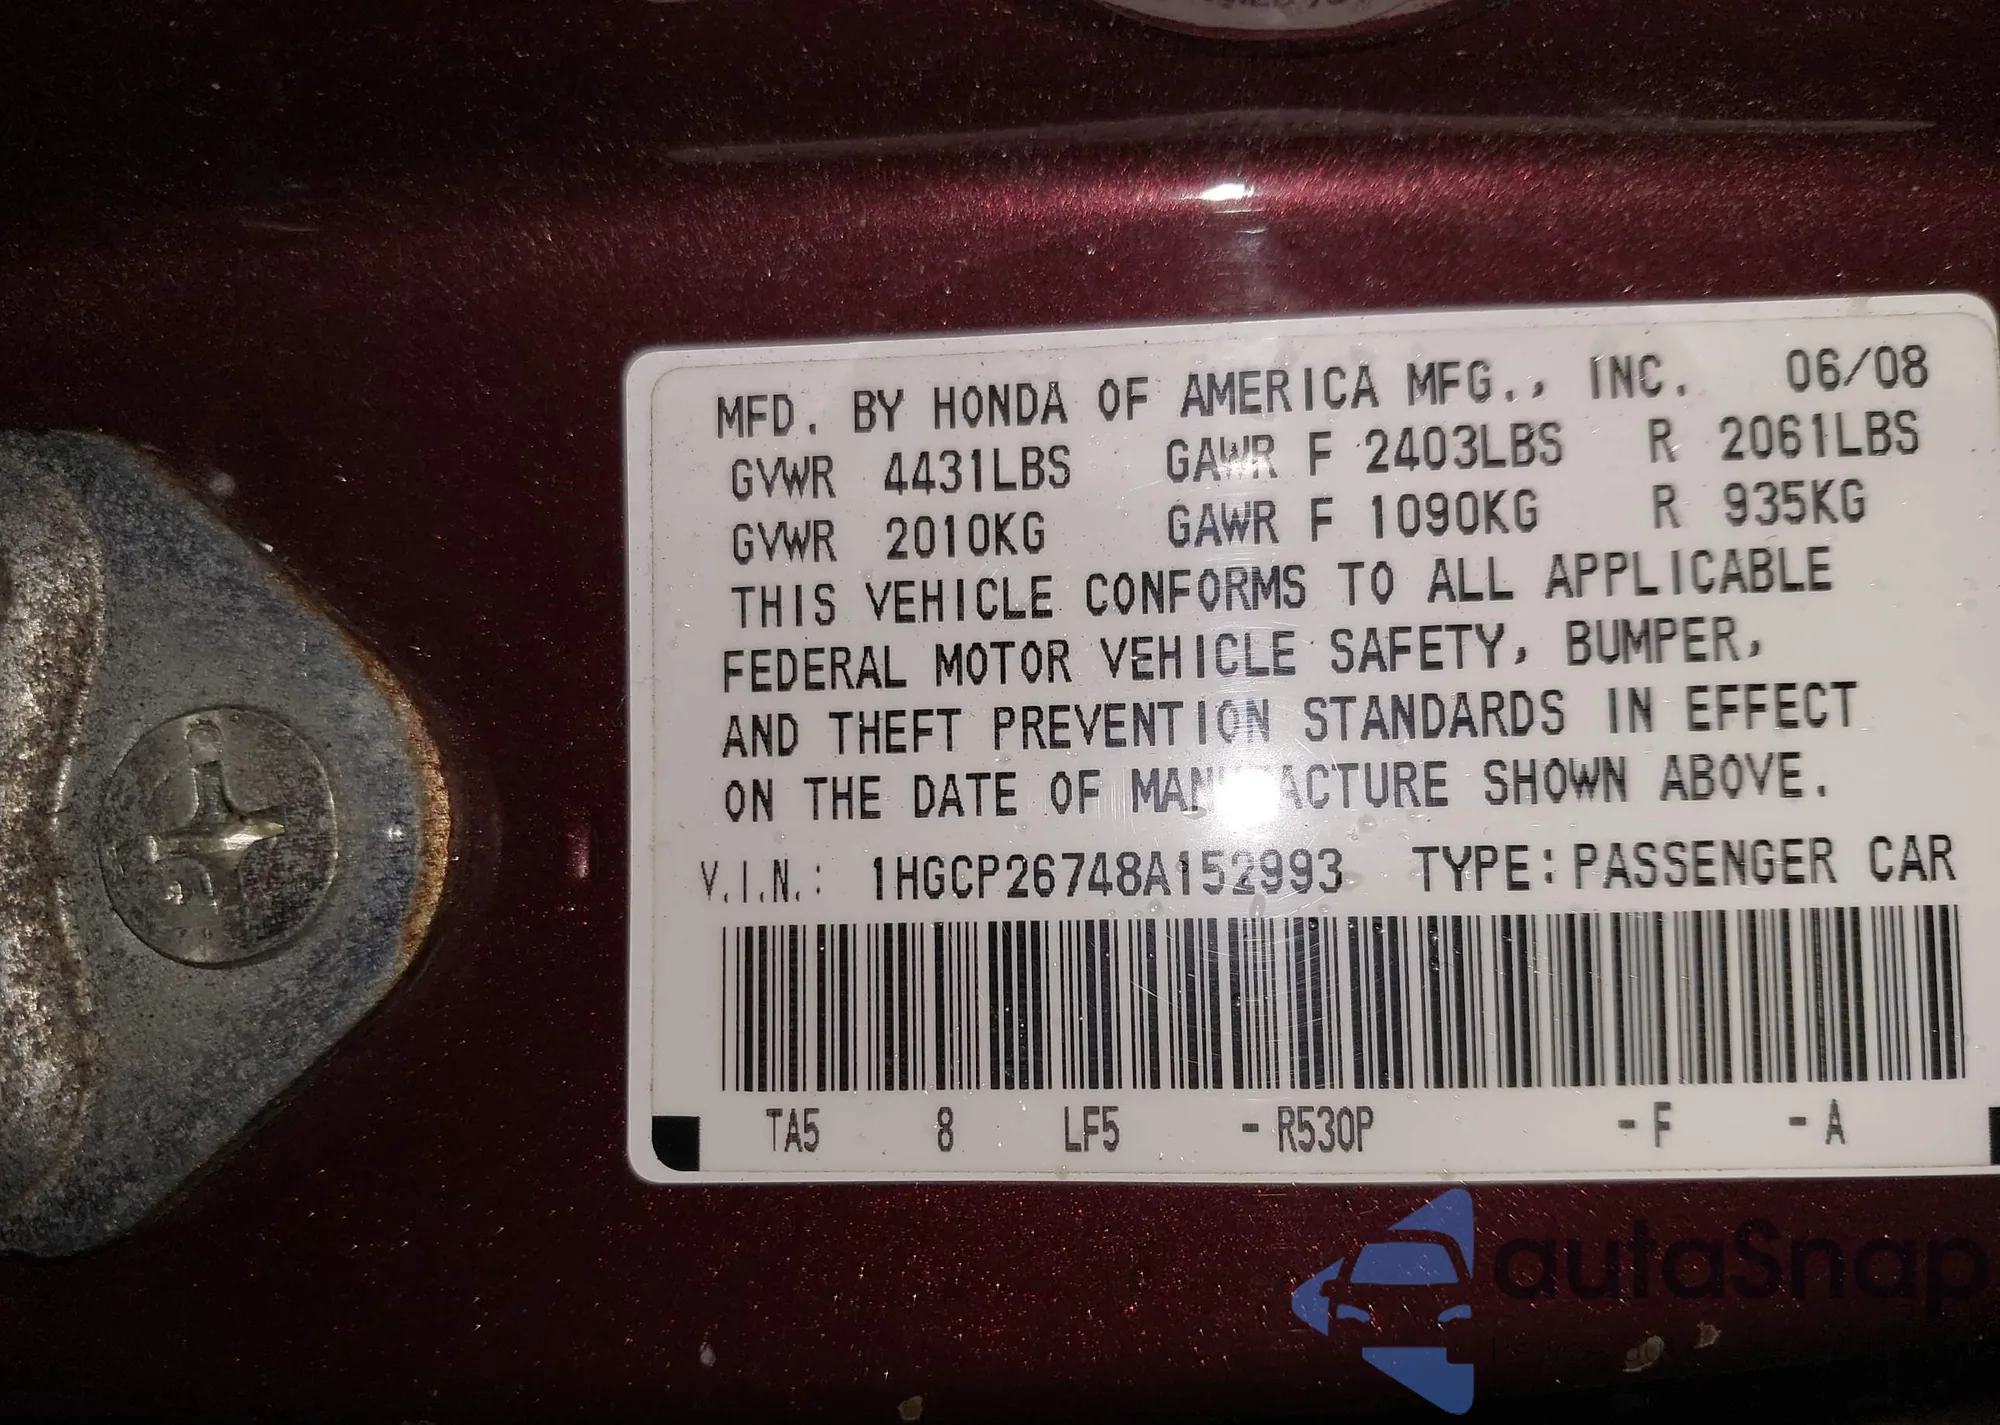 MFD. BY HONDA OF AMERICA MFG., INC. 06/08
GVWR 4431LBS GAWR F 2403LBS R 2061LBS
GVWR 2010KG GAWR F 1090KG R 935KG
THIS VEHICLE CONFORMS TO ALL APPLICABLE
FEDERAL MOTOR VEHICLE SAFETY, BUMPER,
AND THEFT PREVENTION STANDARDS IN EFFECT
ON THE DATE OF MANUFACTURE SHOWN ABOVE.
V.I.N.: 1HGCP26748A152993 TYPE: PASSENGER CAR
TA5 8 LF5 - R530P - F - A
autaSnap